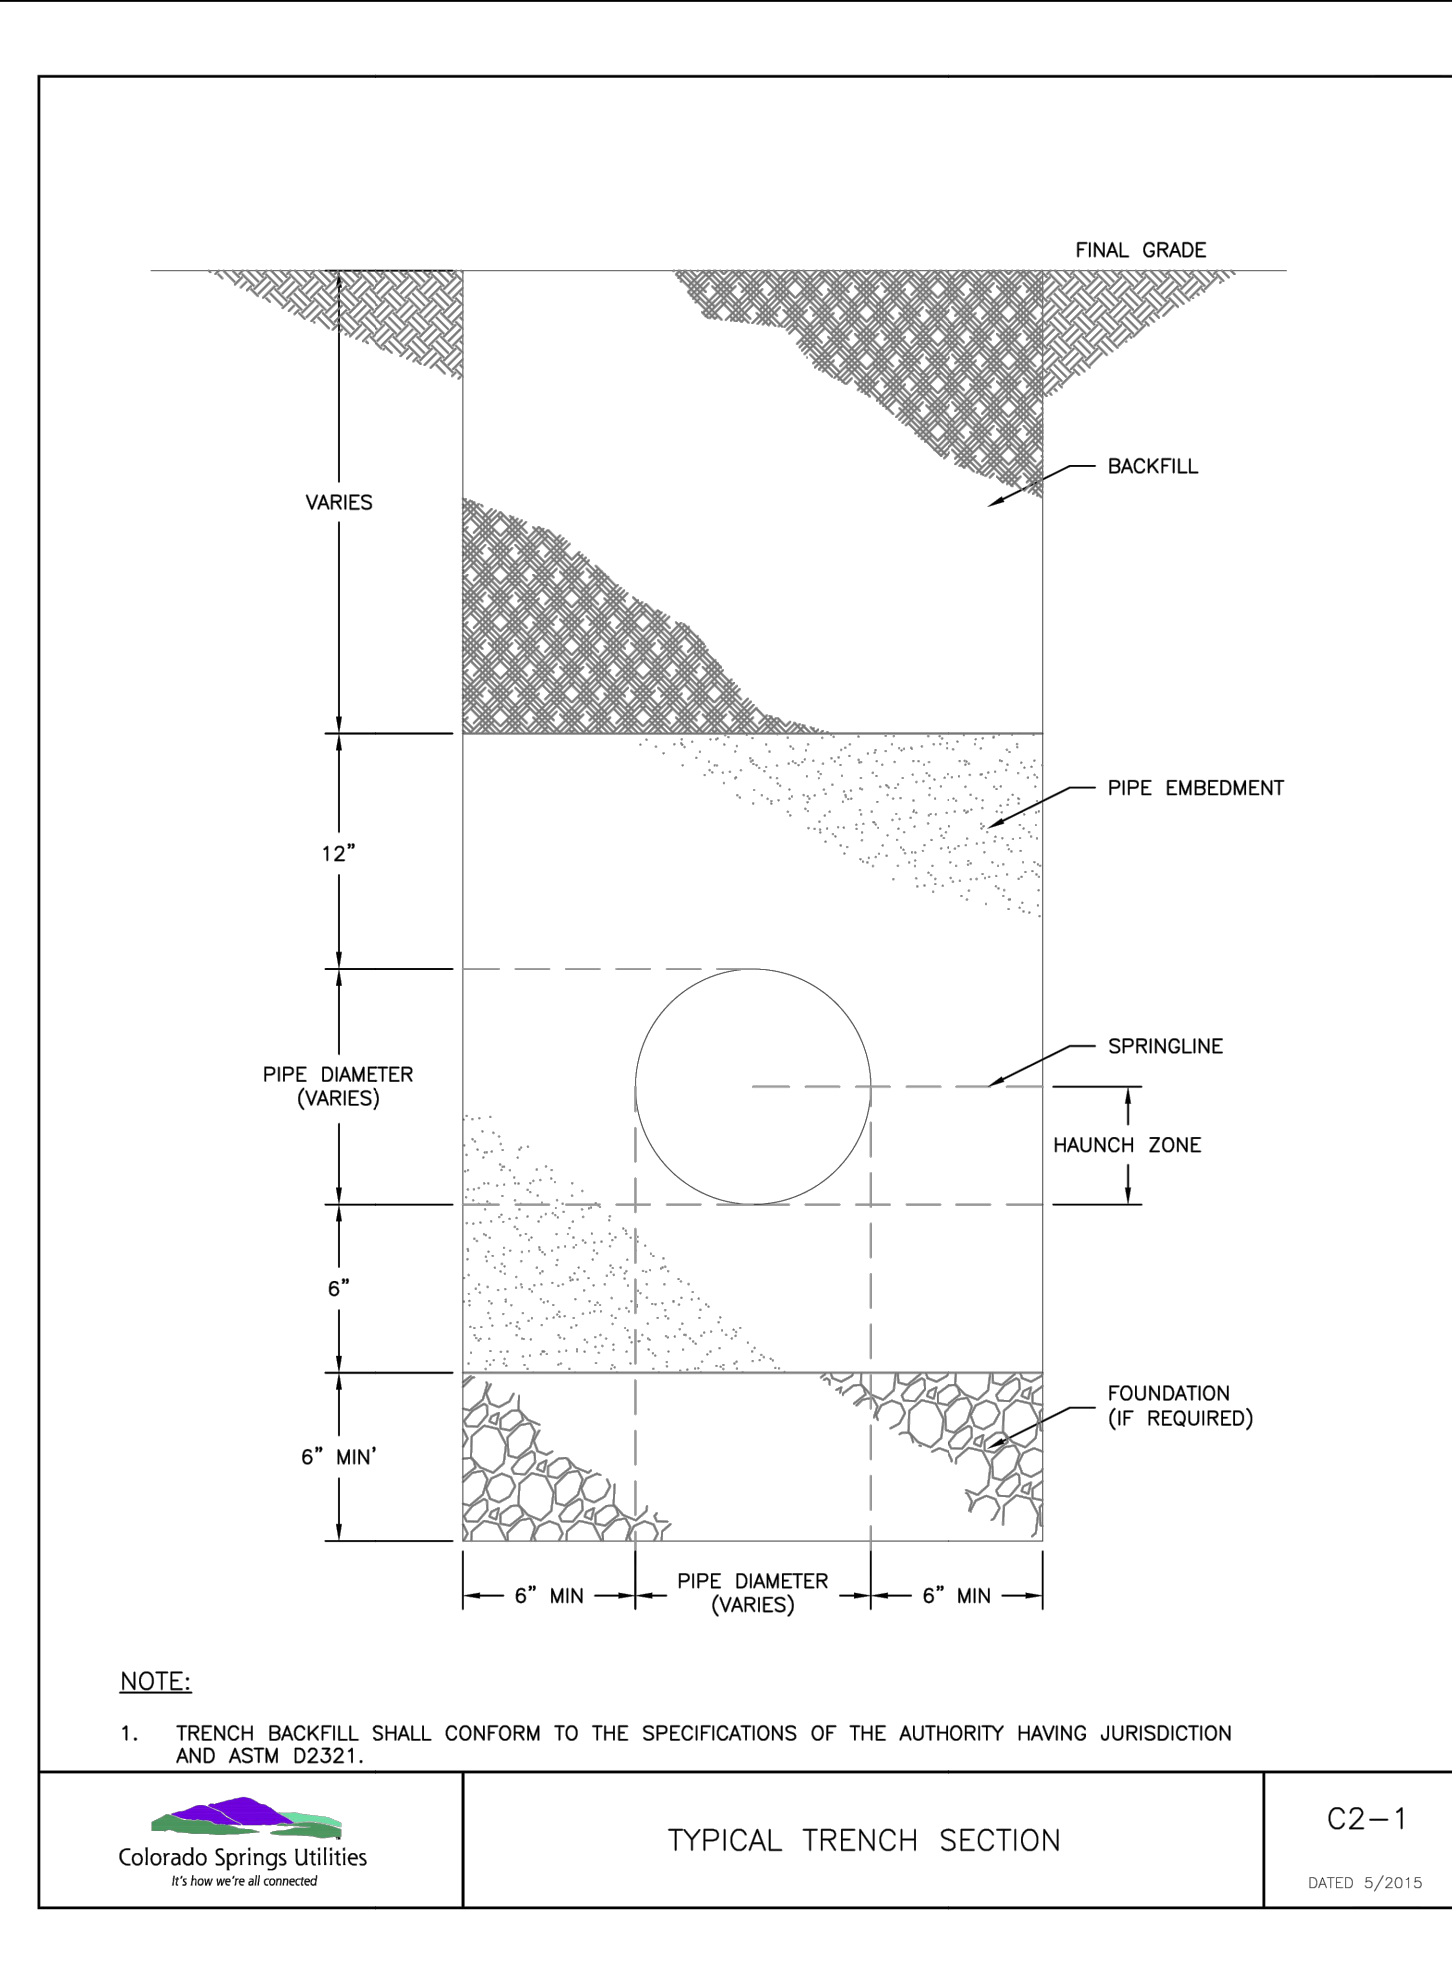 FINAL GRADE
BACKFILL
VARIES
PIPE EMBEDMENT
12"
SPRINGLINE
PIPE DIAMETER
(VARIES)
HAUNCH ZONE
6"
FOUNDATION
(IF REQUIRED)
6" MIN'
6" MIN
PIPE DIAMETER
(VARIES)
6" MIN
NOTE:
1. TRENCH BACKFILL SHALL CONFORM TO THE SPECIFICATIONS OF THE AUTHORITY HAVING JURISDICTION
AND ASTM D2321.
Colorado Springs Utilities
It's how we're all connected
TYPICAL TRENCH SECTION
C2-1
DATED 5/2015